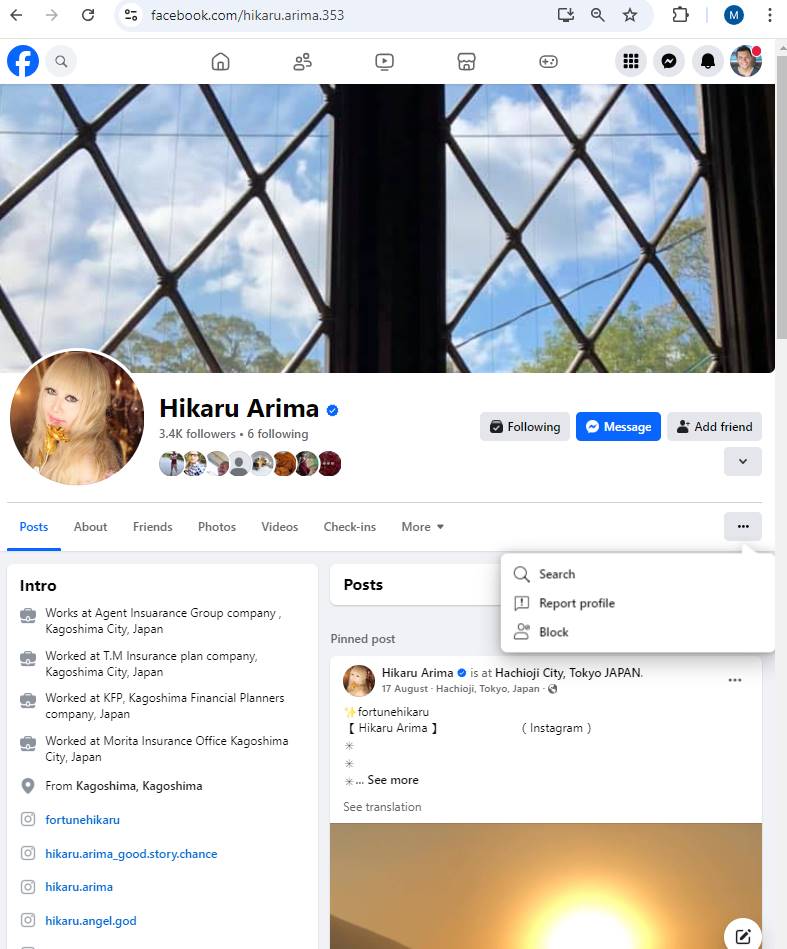 facebook.com/hikaru.arima.353
M
Hikaru Arima
3.4K followers • 6 following
Following
Message
Add friend
Posts
About
Friends
Photos
Videos
Check-ins
More
Search
Report profile
Block
Intro
Works at Agent Insuarance Group company ,
Kagoshima City, Japan
Worked at T.M Insurance plan company,
Kagoshima City, Japan
Worked at KFP, Kagoshima Financial Planners
company, Japan
Worked at Morita Insurance Office Kagoshima
City, Japan
From Kagoshima, Kagoshima
fortunehikaru
hikaru.arima_good.story.chance
hikaru.arima
hikaru.angel.god
Posts
Pinned post
Hikaru Arima is at Hachioji City, Tokyo JAPAN.
17 August · Hachioji, Tokyo, Japan ·
✨fortunehikaru
【 Hikaru Arima 】 ( Instagram )
✳
✳
✳... See more
See translation